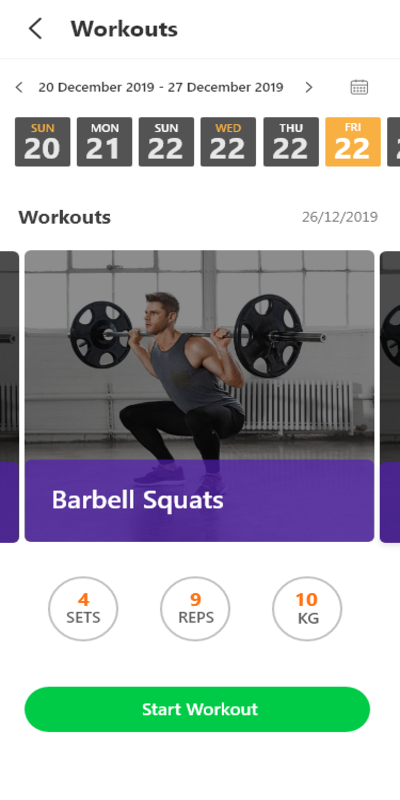 Workouts
20 December 2019 - 27 December 2019
SUN MON SUN WED THU FRI
20 21 22 22 22 22
Workouts 26/12/2019
Barbell Squats
4 9 10
SETS REPS KG
Start Workout